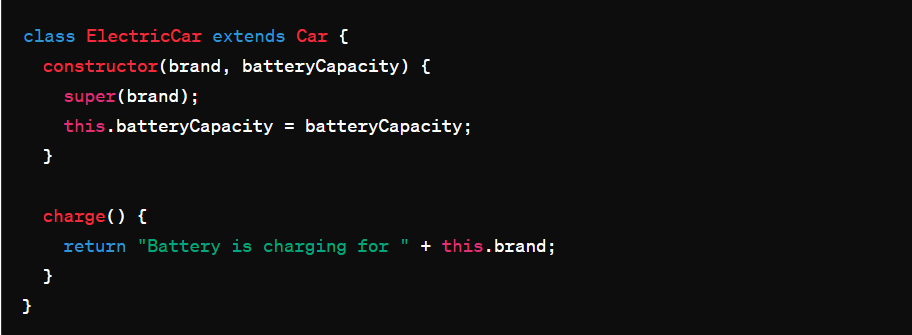 class ElectricCar extends Car {
  constructor(brand, batteryCapacity) {
    super(brand);
    this.batteryCapacity = batteryCapacity;
  }

  charge() {
    return "Battery is charging for " + this.brand;
  }
}